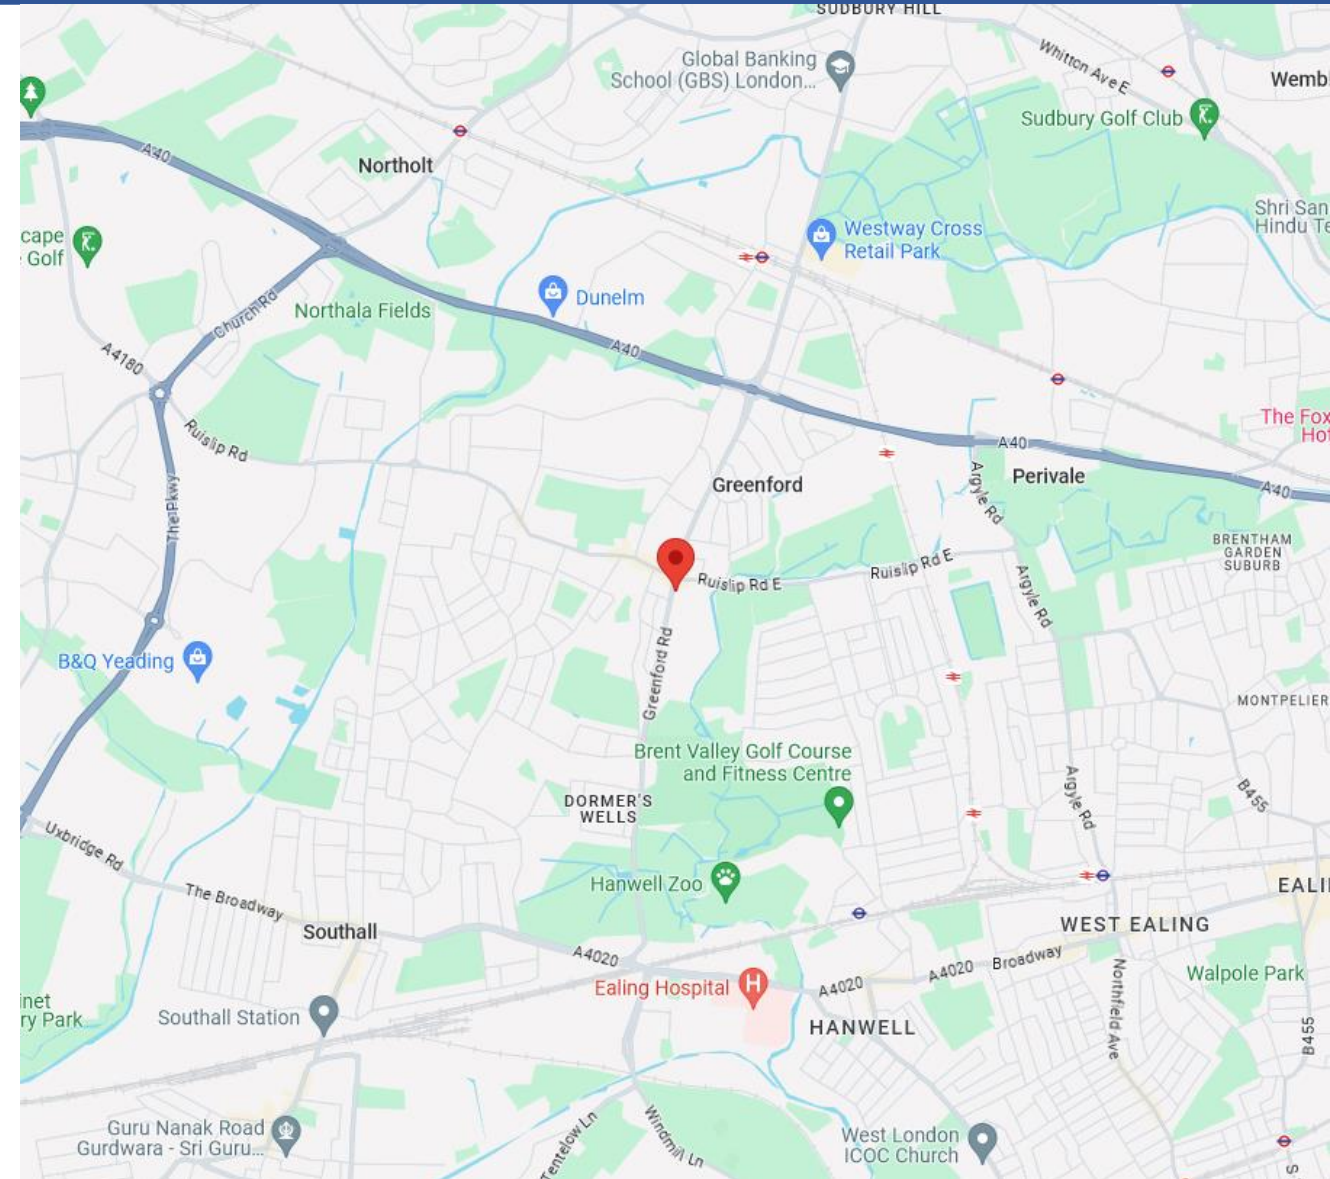 SUDBURY HILL
Global Banking
School (GBS) London...
Whitton Ave E
Wemb
Sudbury Golf Club
A40
Northolt
Shri San
Hindu Te
cape
Golf
Westway Cross
Retail Park
Dunelm
Church Rd
Northala Fields
A40
A4180
The Fox
Hot
Ruislip Rd
A40
Perivale
Greenford
Argyle Rd
A40
The Pkwy
BRENTHAM
GARDEN
SUBURB
Ruislip Rd E
Ruislip Rd E
Argyle Rd
B&Q Yeading
Greenford Rd
MONTPELIER
Brent Valley Golf Course
and Fitness Centre
Argyle Rd
B455
DORMER'S
WELLS
Uxbridge Rd
Hanwell Zoo
EALI
The Broadway
Southall
WEST EALING
A4020
Broadway
A4020
Walpole Park
Ealing Hospital
H
A4020
Northfield Ave
inet
ry Park
Southall Station
HANWELL
B455
Guru Nanak Road
Gurdwara - Sri Guru...
Tentelow Ln
Windmill Ln
West London
ICOC Church
S